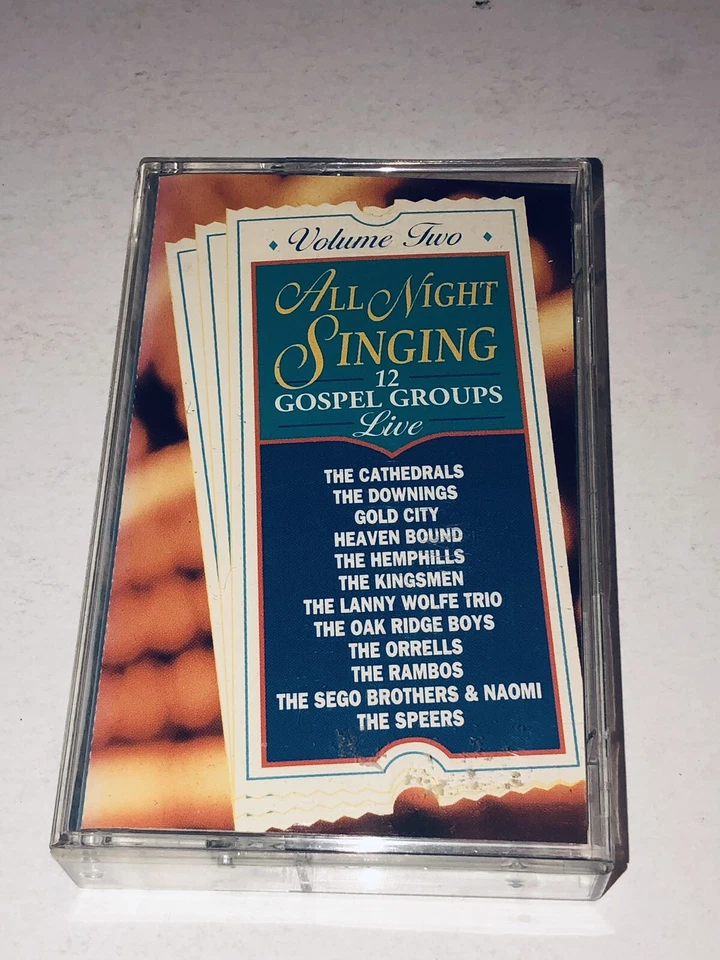 Volume Two
ALL NIGHT
SINGING
12
GOSPEL GROUPS
Live
THE CATHEDRALS
THE DOWNINGS
GOLD CITY
HEAVEN BOUND
THE HEMPHILLS
THE KINGSMEN
THE LANNY WOLFE TRIO
THE OAK RIDGE BOYS
THE ORRELLS
THE RAMBOS
THE SEGO BROTHERS & NAOMI
THE SPEERS